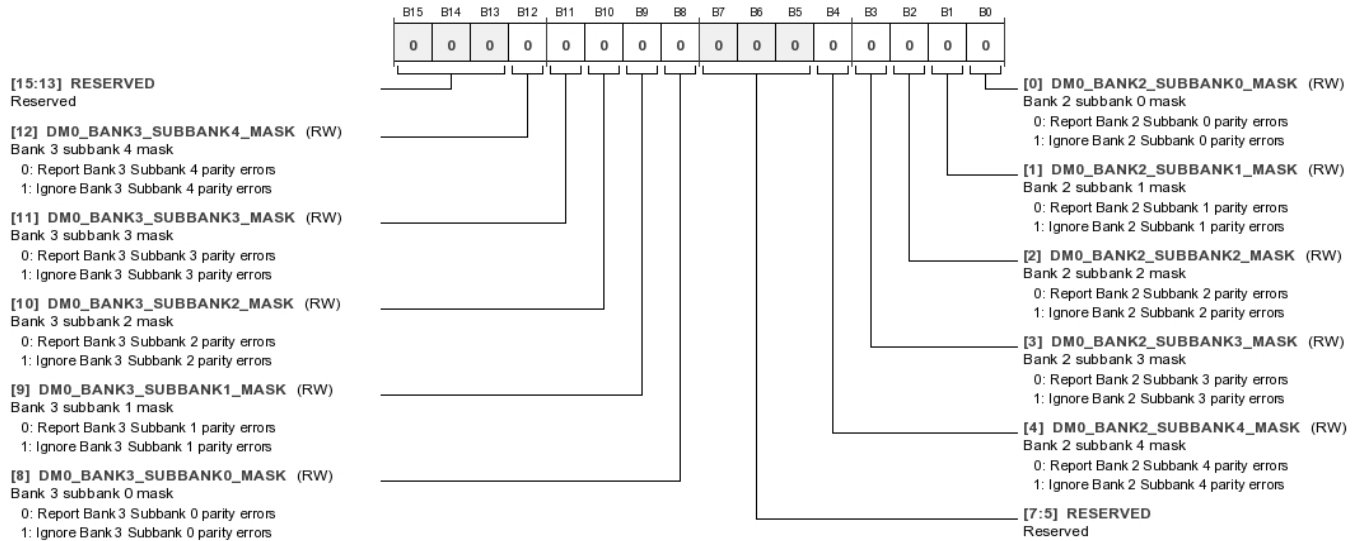 B15 B14 B13 B12 B11 B10 B9 B8 B7 B6 B5 B4 B3 B2 B1 B0
0 0 0 0 0 0 0 0 0 0 0 0 0 0 0 0
[15:13] RESERVED
Reserved
[12] DM0_BANK3_SUBBANK4_MASK (RW)
Bank 3 subbank 4 mask
0: Report Bank 3 Subbank 4 parity errors
1: Ignore Bank 3 Subbank 4 parity errors
[11] DM0_BANK3_SUBBANK3_MASK (RW)
Bank 3 subbank 3 mask
0: Report Bank 3 Subbank 3 parity errors
1: Ignore Bank 3 Subbank 3 parity errors
[10] DM0_BANK3_SUBBANK2_MASK (RW)
Bank 3 subbank 2 mask
0: Report Bank 3 Subbank 2 parity errors
1: Ignore Bank 3 Subbank 2 parity errors
[9] DM0_BANK3_SUBBANK1_MASK (RW)
Bank 3 subbank 1 mask
0: Report Bank 3 Subbank 1 parity errors
1: Ignore Bank 3 Subbank 1 parity errors
[8] DM0_BANK3_SUBBANK0_MASK (RW)
Bank 3 subbank 0 mask
0: Report Bank 3 Subbank 0 parity errors
1: Ignore Bank 3 Subbank 0 parity errors
[0] DM0_BANK2_SUBBANK0_MASK (RW)
Bank 2 subbank 0 mask
0: Report Bank 2 Subbank 0 parity errors
1: Ignore Bank 2 Subbank 0 parity errors
[1] DM0_BANK2_SUBBANK1_MASK (RW)
Bank 2 subbank 1 mask
0: Report Bank 2 Subbank 1 parity errors
1: Ignore Bank 2 Subbank 1 parity errors
[2] DM0_BANK2_SUBBANK2_MASK (RW)
Bank 2 subbank 2 mask
0: Report Bank 2 Subbank 2 parity errors
1: Ignore Bank 2 Subbank 2 parity errors
[3] DM0_BANK2_SUBBANK3_MASK (RW)
Bank 2 subbank 3 mask
0: Report Bank 2 Subbank 3 parity errors
1: Ignore Bank 2 Subbank 3 parity errors
[4] DM0_BANK2_SUBBANK4_MASK (RW)
Bank 2 subbank 4 mask
0: Report Bank 2 Subbank 4 parity errors
1: Ignore Bank 2 Subbank 4 parity errors
[7:5] RESERVED
Reserved